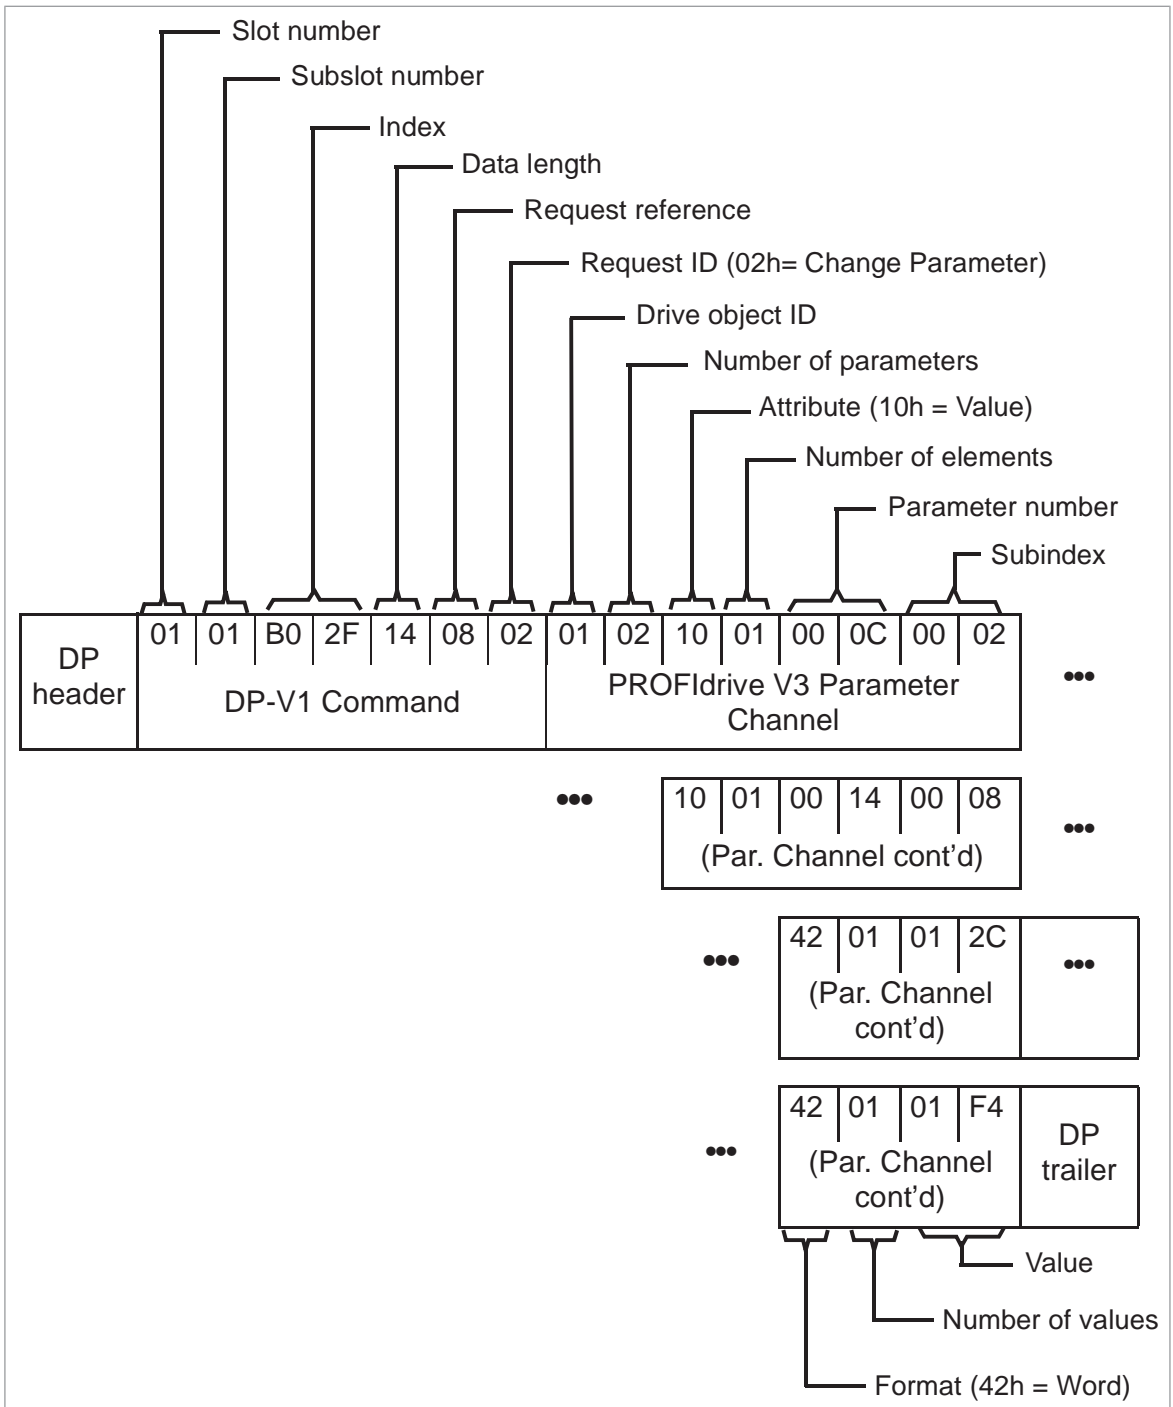 Slot number
Subslot number
Index
Data length
Request reference
Request ID (02h= Change Parameter)
Drive object ID
Number of parameters
Attribute (10h = Value)
Number of elements
Parameter number
Subindex
DP header
01 01 B0 2F 14 08 02 01 02 10 01 00 0C 00 02
DP-V1 Command
PROFIdrive V3 Parameter
Channel
•••
•••
10 01 00 14 00 08
(Par. Channel cont’d)
•••
•••
42 01 01 2C
(Par. Channel
cont’d)
•••
•••
42 01 01 F4
(Par. Channel
cont’d)
DP
trailer
Value
Number of values
Format (42h = Word)